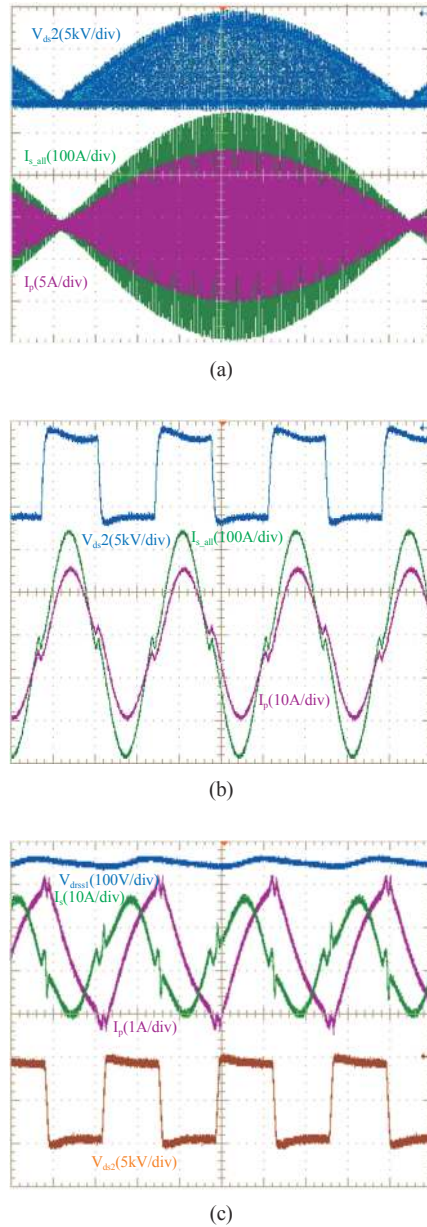 V_ds2(5kV/div)
I_s_all(100A/div)
I_p(5A/div)
(a)
V_ds2(5kV/div)
I_s_all(100A/div)
I_p(10A/div)
(b)
V_drss1(100V/div)
I_s(10A/div)
I_p(1A/div)
V_ds2(5kV/div)
(c)